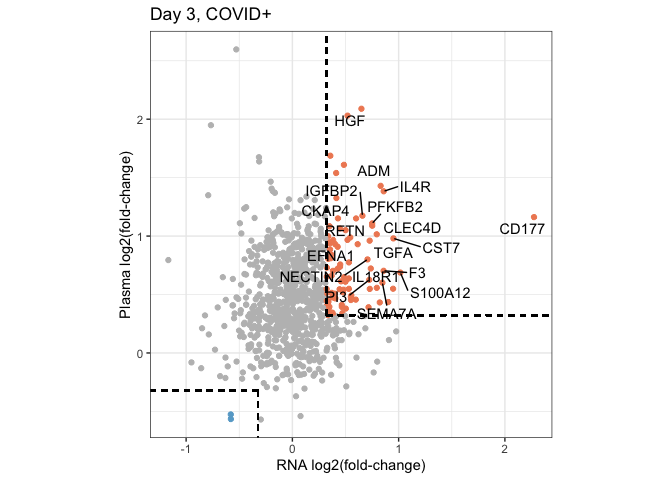 Day 3, COVID+
Plasma log2(fold-change)
2
1
0
HGF
ADM
IGFBP2
IL4R
CKAP4
PFKFB2
RETN
CLEC4D
CD177
CST7
EFNA1
TGFA
NECTIN2
IL18R1
F3
PI3
S100A12
SEMA7A
-1
0
1
2
RNA log2(fold-change)